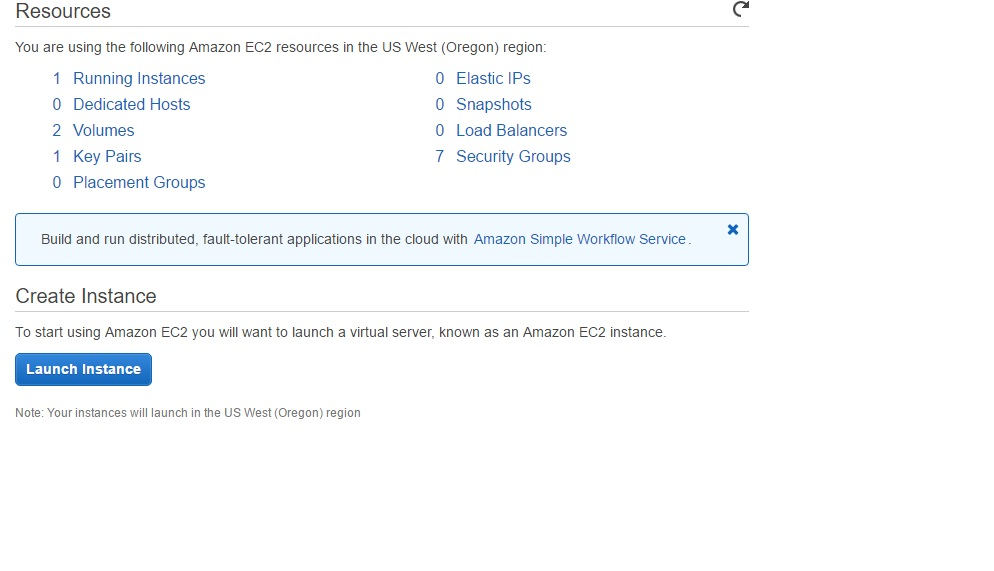 Resources
You are using the following Amazon EC2 resources in the US West (Oregon) region:
1 Running Instances
0 Dedicated Hosts
2 Volumes
1 Key Pairs
0 Placement Groups
0 Elastic IPs
0 Snapshots
0 Load Balancers
7 Security Groups
Build and run distributed, fault-tolerant applications in the cloud with Amazon Simple Workflow Service.
Create Instance
To start using Amazon EC2 you will want to launch a virtual server, known as an Amazon EC2 instance.
Launch Instance
Note: Your instances will launch in the US West (Oregon) region